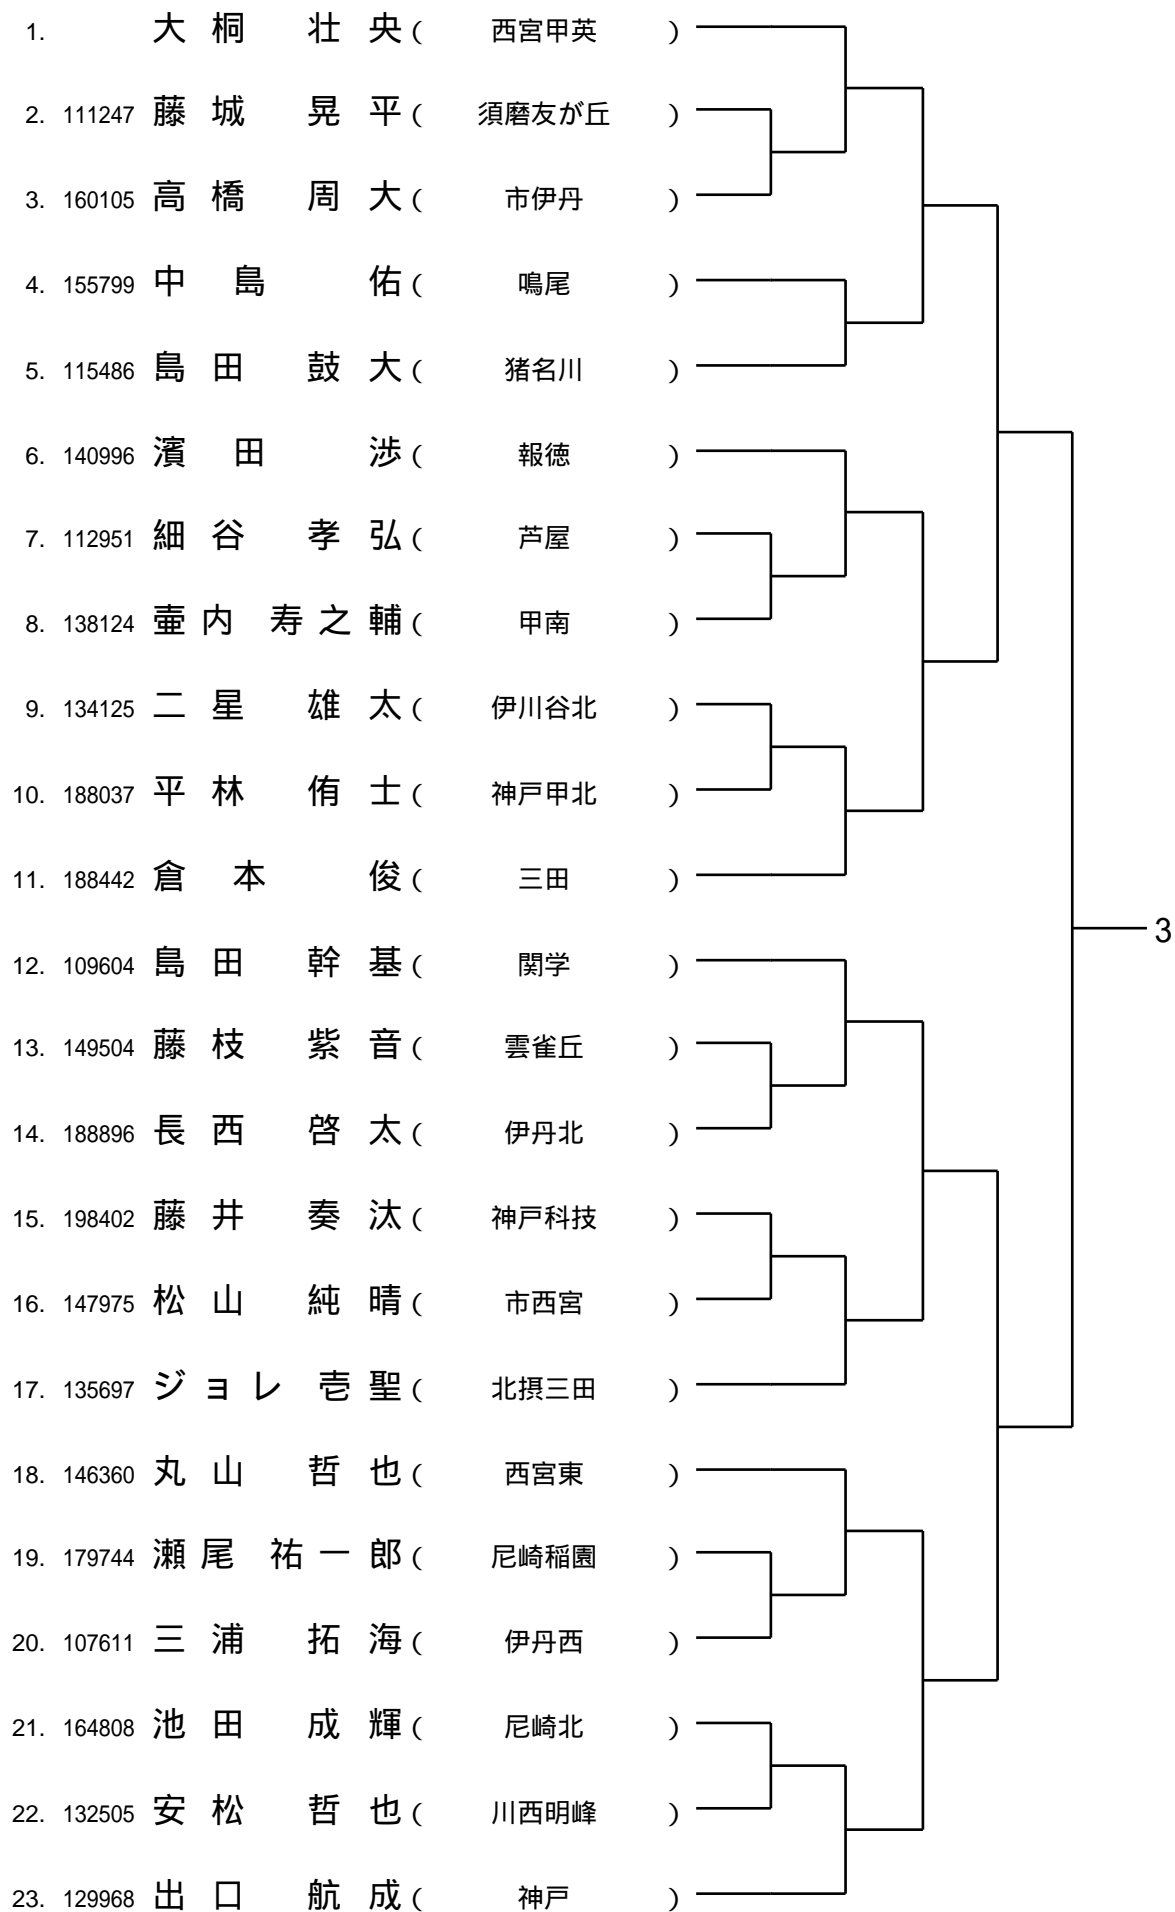 1. 大桐 壮央 ( 西宮甲英 )
2. 111247 藤城 晃平 ( 須磨友が丘 )
3. 160105 高橋 周大 ( 市伊丹 )
4. 155799 中島 佑 ( 鳴尾 )
5. 115486 島田 鼓大 ( 猪名川 )
6. 140996 濱田 渉 ( 報徳 )
7. 112951 細谷 孝弘 ( 芦屋 )
8. 138124 壷内 寿之輔 ( 甲南 )
9. 134125 二星 雄太 ( 伊川谷北 )
10. 188037 平林 侑士 ( 神戸甲北 )
11. 188442 倉本 俊 ( 三田 )
3
12. 109604 島田 幹基 ( 関学 )
13. 149504 藤枝 紫音 ( 雲雀丘 )
14. 188896 長西 啓太 ( 伊丹北 )
15. 198402 藤井 奏汰 ( 神戸科技 )
16. 147975 松山 純晴 ( 市西宮 )
17. 135697 ジョレ 壱聖 ( 北摂三田 )
18. 146360 丸山 哲也 ( 西宮東 )
19. 179744 瀬尾 祐一郎 ( 尼崎稲園 )
20. 107611 三浦 拓海 ( 伊丹西 )
21. 164808 池田 成輝 ( 尼崎北 )
22. 132505 安松 哲也 ( 川西明峰 )
23. 129968 出口 航成 ( 神戸 )